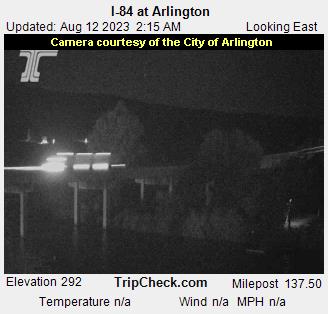 I-84 at Arlington
Updated: Aug 12 2023 2:15 AM Looking East
Camera courtesy of the City of Arlington
Elevation 292 TripCheck.com Milepost 137.50
Temperature n/a Wind n/a MPH n/a